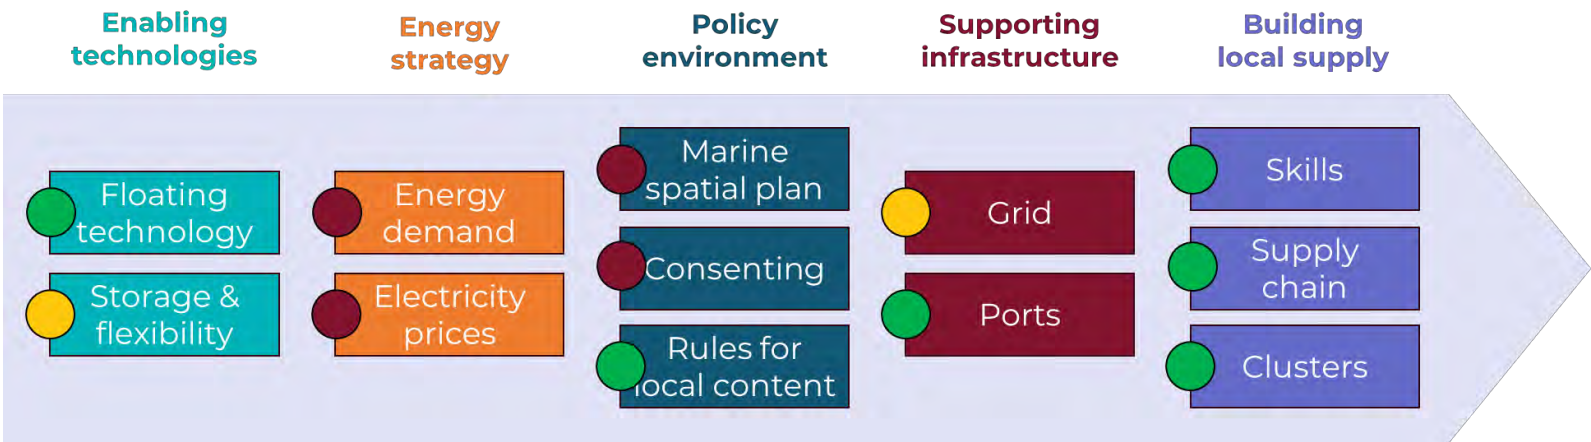 Enabling
technologies
Energy
strategy
Policy
environment
Supporting
infrastructure
Building
local supply
Floating
technology
Storage &
flexibility
Energy
demand
Electricity
prices
Marine
spatial plan
Consenting
Rules for
local content
Grid
Ports
Skills
Supply
chain
Clusters